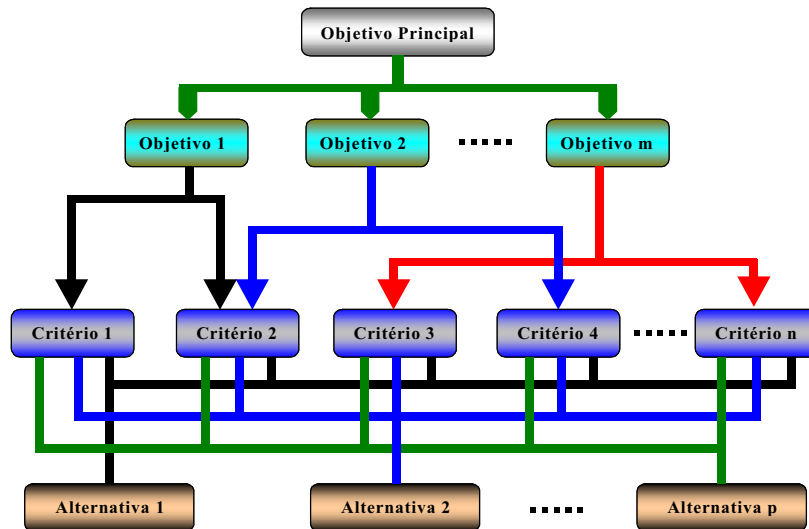 Objetivo Principal
Objetivo 1
Objetivo 2
Objetivo m
Critério 1
Critério 2
Critério 3
Critério 4
Critério n
Alternativa 1
Alternativa 2
Alternativa p